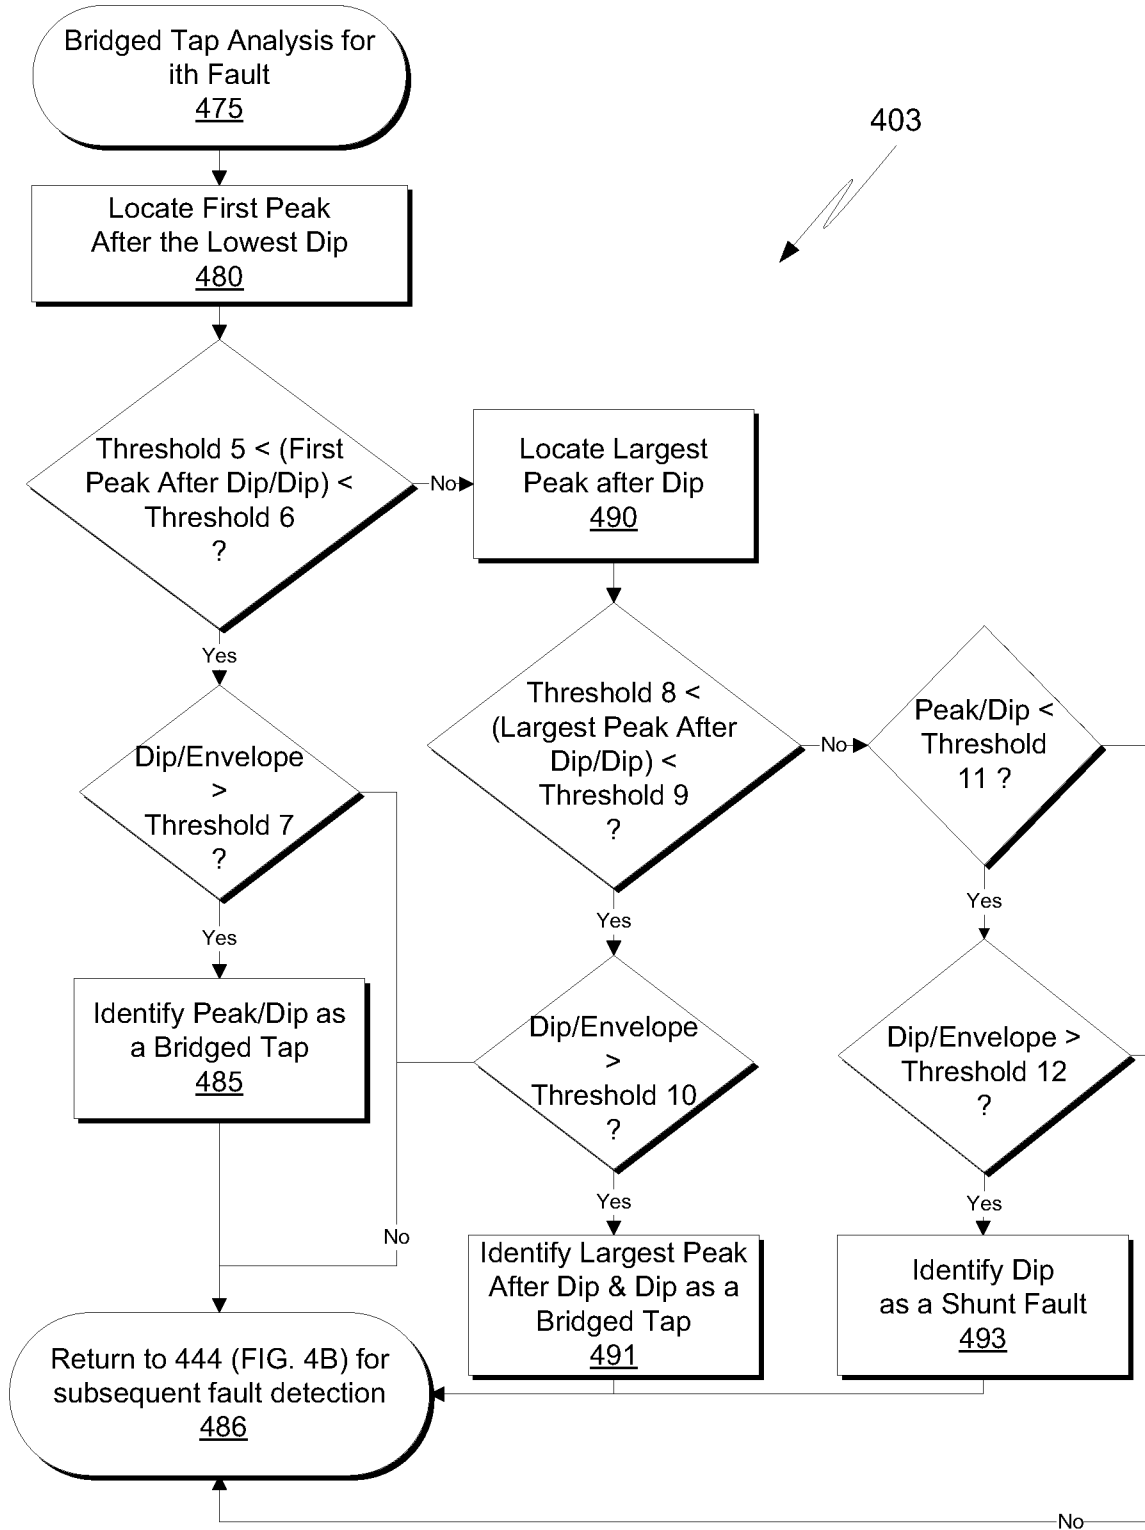 Bridged Tap Analysis for
ith Fault
475
403
Locate First Peak
After the Lowest Dip
480
Threshold 5 < (First
Peak After Dip/Dip) <
Threshold 6
?
No
Locate Largest
Peak after Dip
490
Yes
Threshold 8 <
(Largest Peak After
Dip/Dip) <
Threshold 9
?
No
Peak/Dip <
Threshold
11 ?
Dip/Envelope
>
Threshold 7
?
Yes
Yes
Yes
Identify Peak/Dip as
a Bridged Tap
485
Dip/Envelope
>
Threshold 10
?
Dip/Envelope >
Threshold 12
?
Yes
Yes
No
Identify Largest Peak
After Dip & Dip as a
Bridged Tap
491
Identify Dip
as a Shunt Fault
493
Return to 444 (FIG. 4B) for
subsequent fault detection
486
No